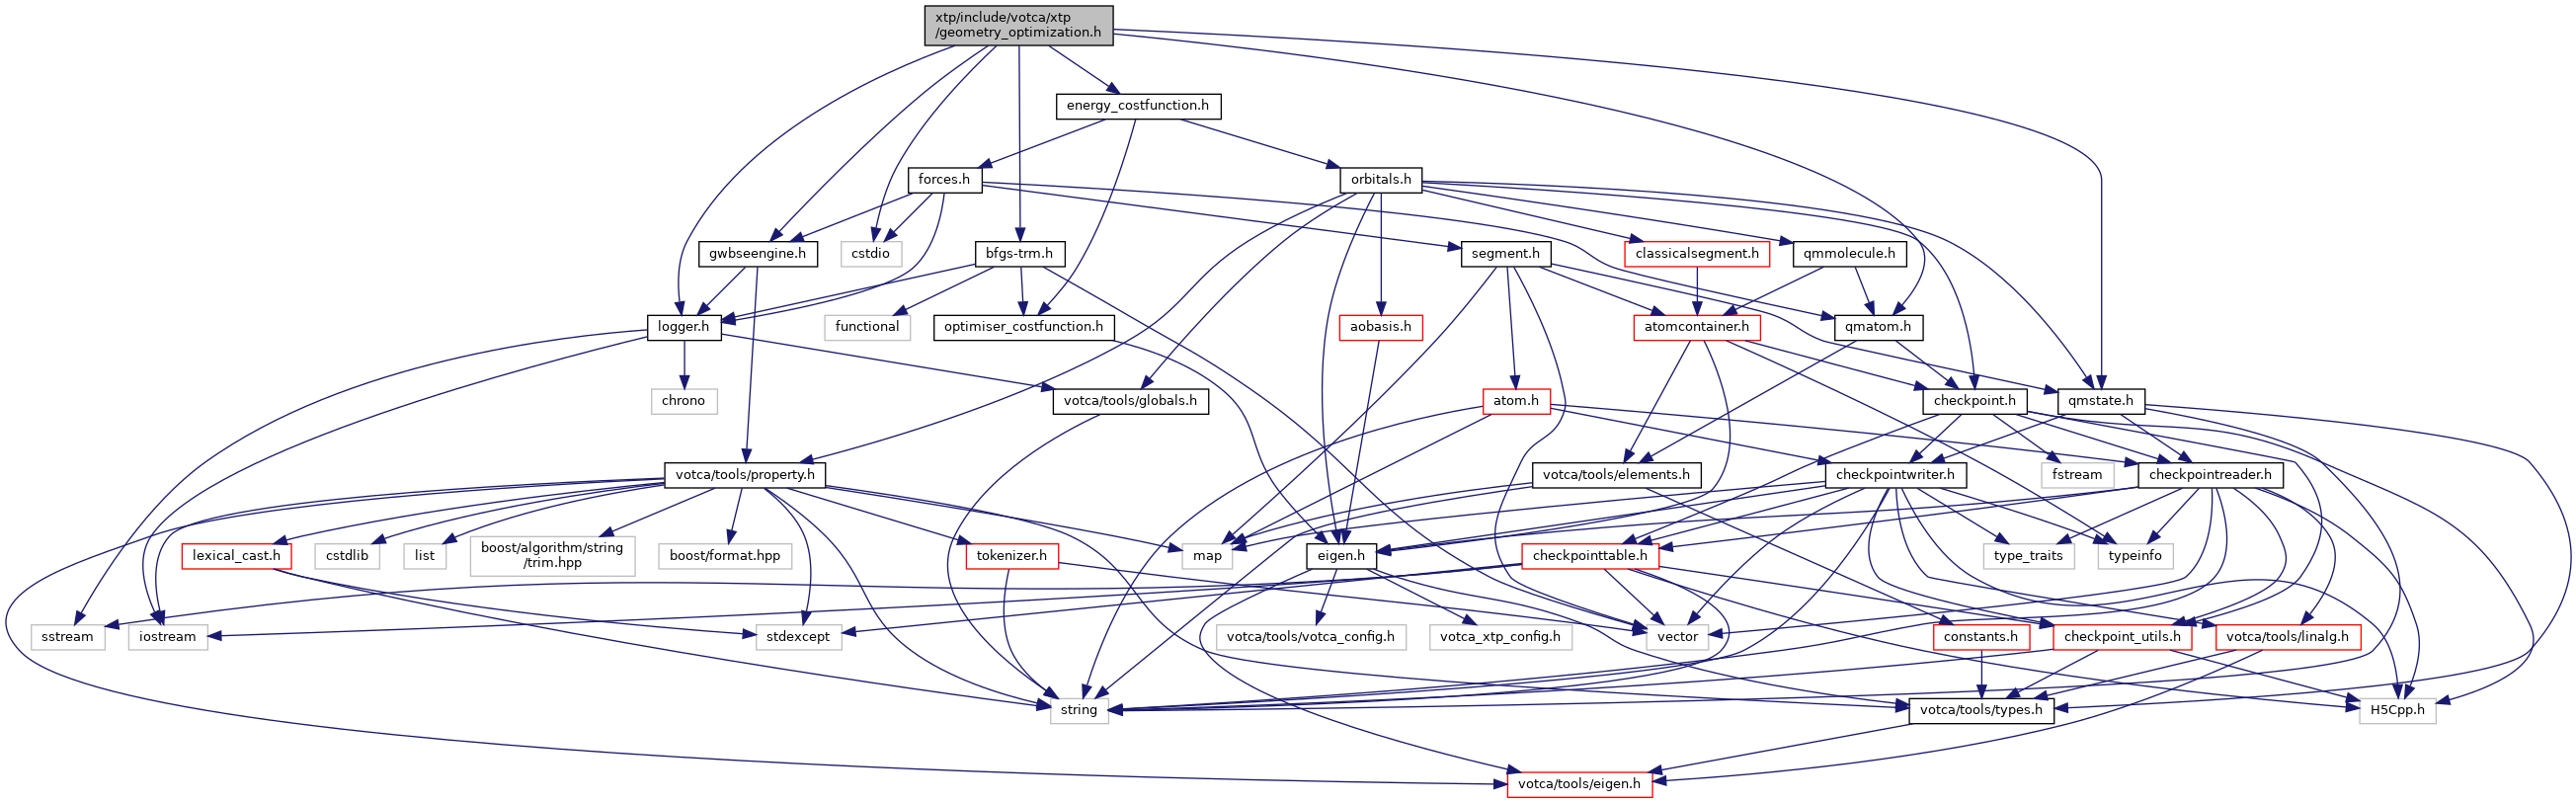 xtp/include/votca/xtp
/geometry_optimization.h
energy_costfunction.h
forces.h
orbitals.h
gwbseengine.h
cstdio
bfgs-trm.h
segment.h
classicalsegment.h
qmmolecule.h
logger.h
functional
optimiser_costfunction.h
aobasis.h
atomcontainer.h
qmatom.h
chrono
votca/tools/globals.h
atom.h
checkpoint.h
qmstate.h
votca/tools/property.h
votca/tools/elements.h
checkpointwriter.h
fstream
checkpointreader.h
lexical_cast.h
cstdlib
list
boost/algorithm/string
/trim.hpp
boost/format.hpp
tokenizer.h
map
eigen.h
checkpointtable.h
type_traits
typeinfo
sstream
iostream
stdexcept
votca/tools/votca_config.h
votca_xtp_config.h
vector
constants.h
checkpoint_utils.h
votca/tools/linalg.h
string
votca/tools/types.h
H5Cpp.h
votca/tools/eigen.h